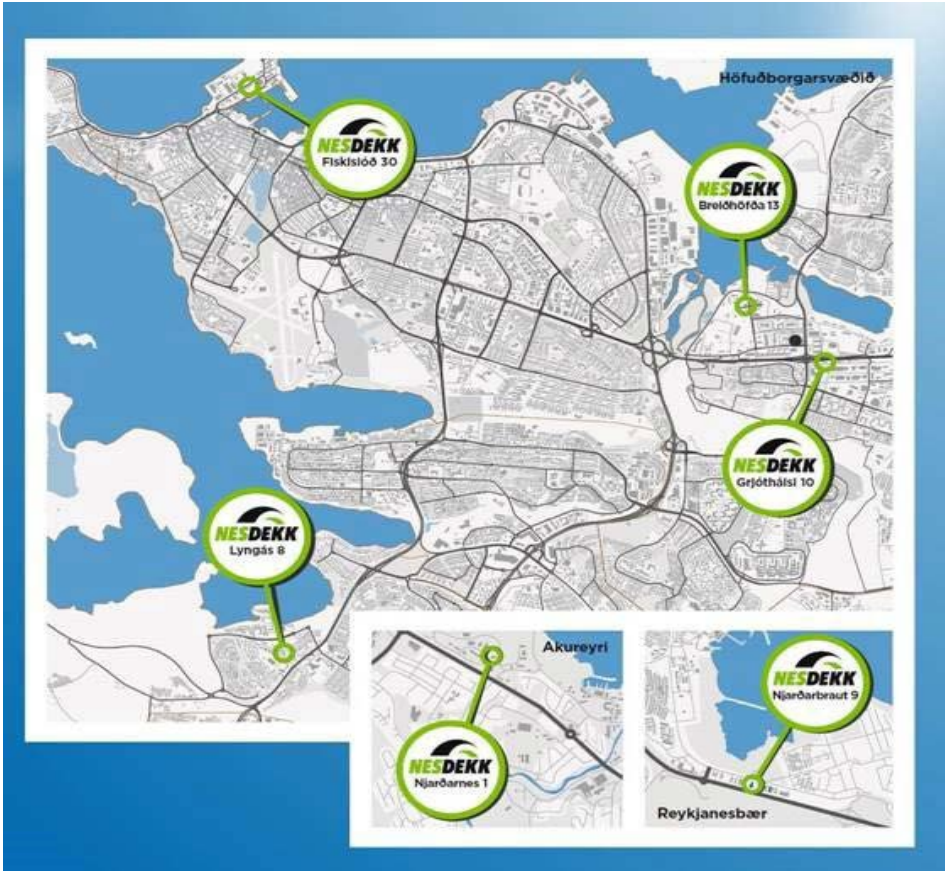 Höfuðborgarsvæðið
NESDEKK
Fiskislóð 30
NESDEKK
Breiðhöfða 13
NESDEKK
Grjóthálsi 10
NESDEKK
Lyngás 8
Akureyri
NESDEKK
Njarðarnes 1
NESDEKK
Njarðarbraut 9
Reykjanesbær